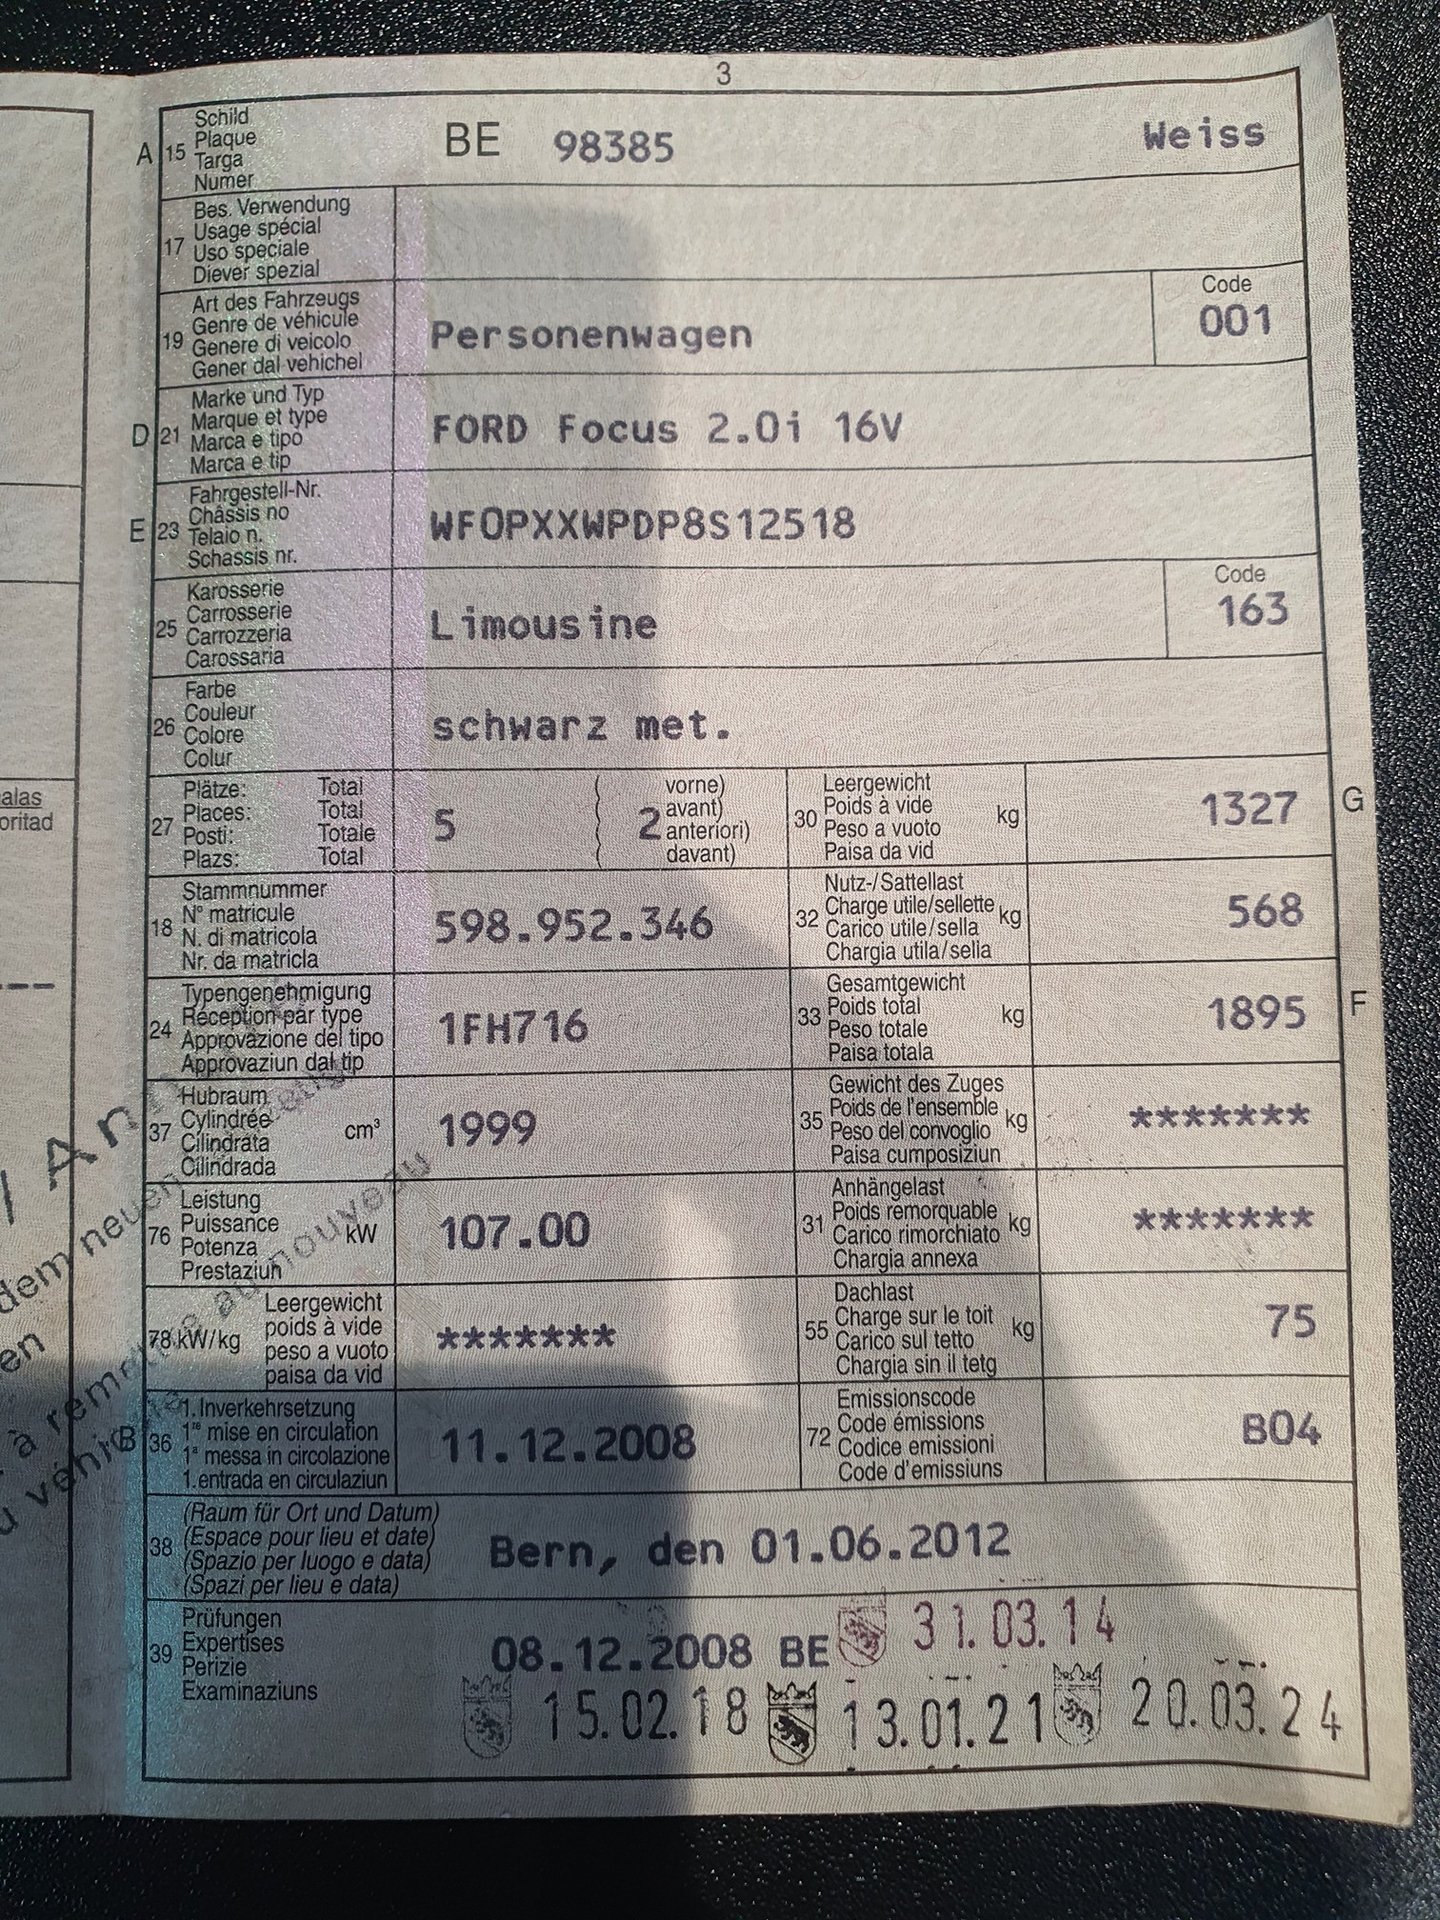 3
A 15 Schild
Plaque
Targa
Numer
BE 98385 Weiss
17 Bes. Verwendung
Usage spécial
Uso speciale
Diever spezial
19 Art des Fahrzeugs
Genre de véhicule
Genere di veicolo
Gener dal vehichel
Personenwagen
Code
001
D 21 Marke und Typ
Marque et type
Marca e tipo
Marca e tip
FORD Focus 2.0i 16V
E 23 Fahrgestell-Nr.
Châssis no
Telaio n.
Schassis nr.
WF0PXXWPDP8S12518
25 Karosserie
Carrosserie
Carrozzeria
Carossaria
Limousine
Code
163
26 Farbe
Couleur
Colore
Colur
schwarz met.
27 Plätze: Total
Places: Total
Posti: Totale
Plazs: Total
5 ( 2 vorne)
avant)
anteriori)
davant)
30 Leergewicht
Poids à vide
Peso a vuoto
Paisa da vid
kg 1327 G
18 Stammnummer
N° matricule
N. di matricola
Nr. da matricla
598.952.346
32 Nutz-/Sattellast
Charge utile/sellette
Carico utile/sella
Chargia utila/sella
kg 568
24 Typengenehmigung
Réception par type
Approvazione del tipo
Approvaziun dal tip
1FH716
33 Gesamtgewicht
Poids total
Peso totale
Paisa totala
kg 1895 F
37 Hubraum
Cylindrée
Cilindrata
Cilindrada
cm³ 1999
35 Gewicht des Zuges
Poids de l'ensemble
Peso del convoglio
Paisa cumposiziun
kg *******
76 Leistung
Puissance
Potenza
Prestaziun
kW 107.00
31 Anhängelast
Poids remorquable
Carico rimorchiato
Chargia annexa
kg *******
78 kW/kg Leergewicht
poids à vide
peso a vuoto
paisa da vid
*******
55 Dachlast
Charge sur le toit
Carico sul tetto
Chargia sin il tetg
kg 75
B 36 1. Inverkehrsetzung
1re mise en circulation
1a messa in circolazione
1. entrada en circulaziun
11.12.2008
72 Emissionscode
Code émissions
Codice emissioni
Code d'emissiuns
B04
38 (Raum für Ort und Datum)
(Espace pour lieu et date)
(Spazio per luogo e data)
(Spazi per lieu e data)
Bern, den 01.06.2012
39 Prüfungen
Expertises
Perizie
Examinaziuns
08.12.2008 BE 31.03.14
15.02.18 13.01.21 20.03.24
alas
oritad
---
dem neuen
en
à remettre au nouveau